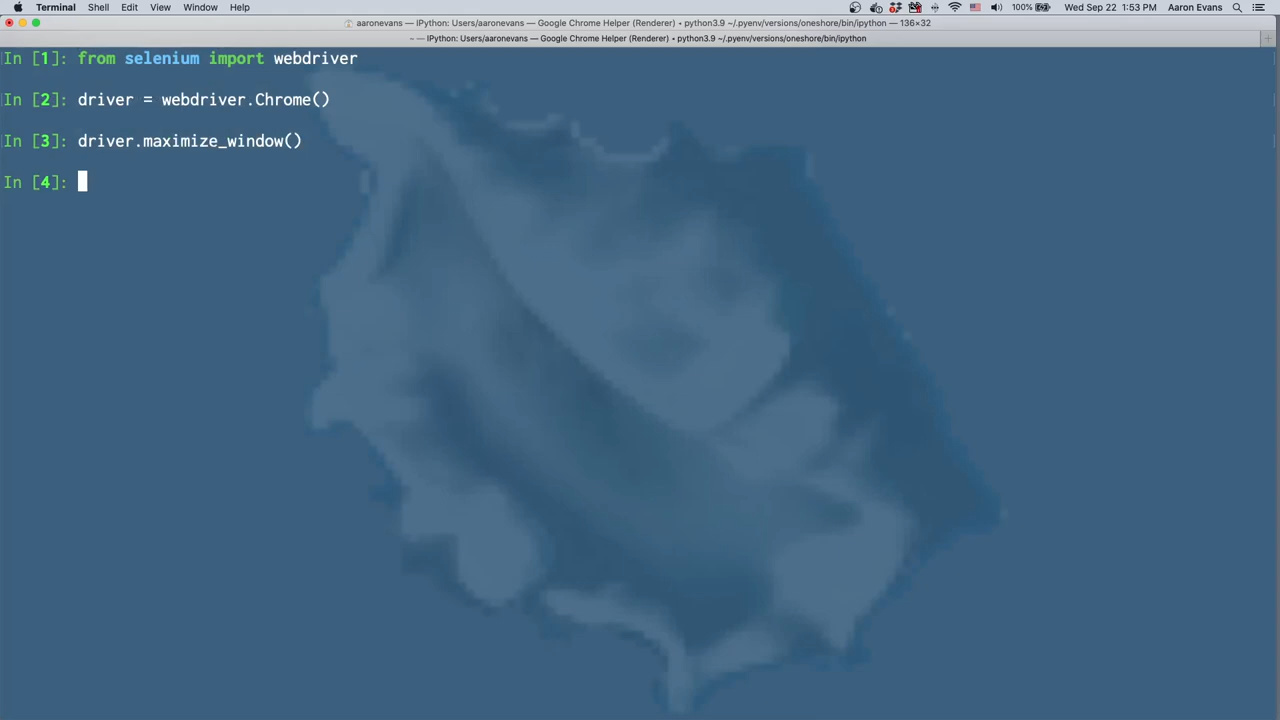 Terminal Shell Edit View Window Help 100% Wed Sep 22 1:53 PM Aaron Evans
aaronevans — IPython: Users/aaronevans — Google Chrome Helper (Renderer) • python3.9 ~/.pyenv/versions/oneshore/bin/ipython — 136×32
~ — IPython: Users/aaronevans — Google Chrome Helper (Renderer) • python3.9 ~/.pyenv/versions/oneshore/bin/ipython
In [1]: from selenium import webdriver
In [2]: driver = webdriver.Chrome()
In [3]: driver.maximize_window()
In [4]: